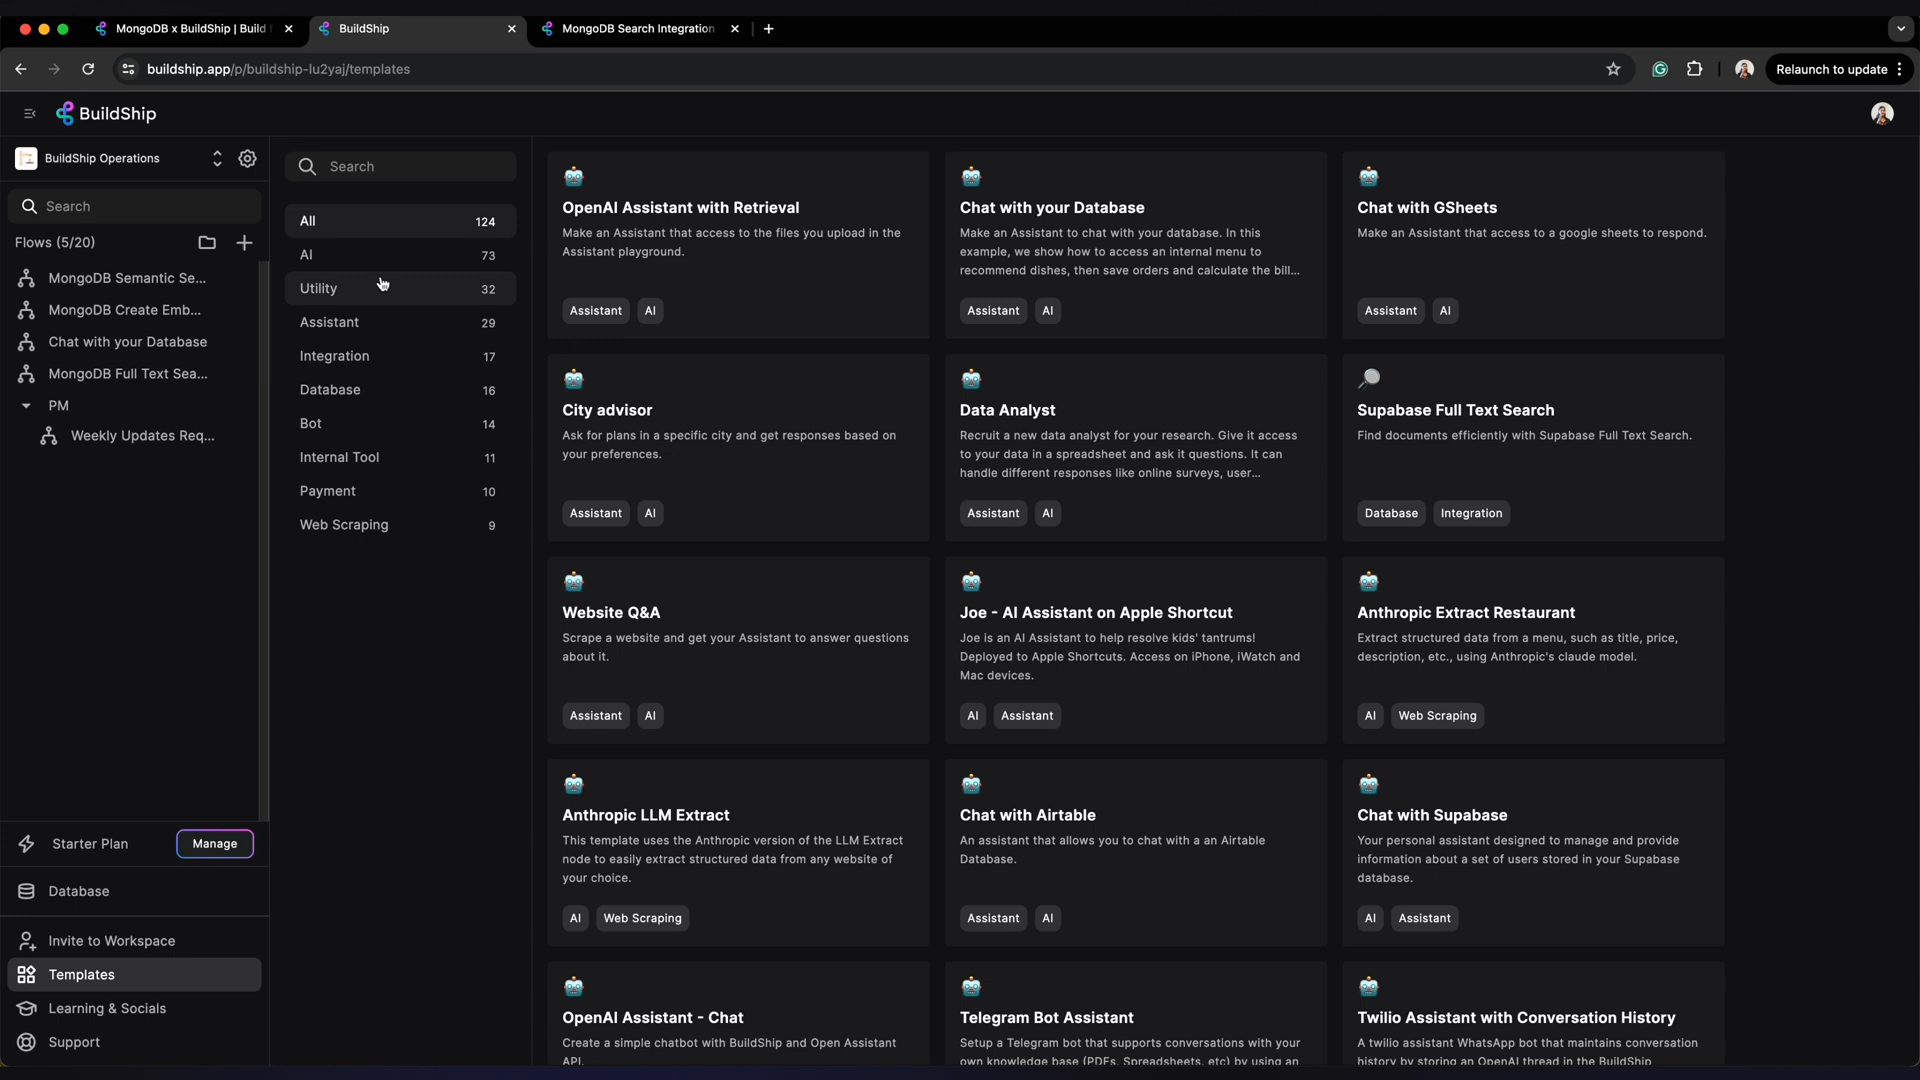 MongoDB x BuildShip | Build
BuildShip
MongoDB Search Integration
buildship.app/p/buildship-lu2yaj/templates
Relaunch to update
BuildShip
BuildShip Operations
Search
Flows (5/20)
MongoDB Semantic Se...
MongoDB Create Emb...
Chat with your Database
MongoDB Full Text Sea...
PM
Weekly Updates Req...
Starter Plan
Manage
Database
Invite to Workspace
Templates
Learning & Socials
Support
Search
All 124
AI 73
Utility 32
Assistant 29
Integration 17
Database 16
Bot 14
Internal Tool 11
Payment 10
Web Scraping 9
OpenAI Assistant with Retrieval
Make an Assistant that access to the files you upload in the
Assistant playground.
Assistant AI
Chat with your Database
Make an Assistant to chat with your database. In this
example, we show how to access an internal menu to
recommend dishes, then save orders and calculate the bill...
Assistant AI
Chat with GSheets
Make an Assistant that access to a google sheets to respond.
Assistant AI
City advisor
Ask for plans in a specific city and get responses based on
your preferences.
Assistant AI
Data Analyst
Recruit a new data analyst for your research. Give it access
to your data in a spreadsheet and ask it questions. It can
handle different responses like online surveys, user...
Assistant AI
Supabase Full Text Search
Find documents efficiently with Supabase Full Text Search.
Database Integration
Website Q&A
Scrape a website and get your Assistant to answer questions
about it.
Assistant AI
Joe - AI Assistant on Apple Shortcut
Joe is an AI Assistant to help resolve kids' tantrums!
Deployed to Apple Shortcuts. Access on iPhone, iWatch and
Mac devices.
AI Assistant
Anthropic Extract Restaurant
Extract structured data from a menu, such as title, price,
description, etc., using Anthropic's claude model.
AI Web Scraping
Anthropic LLM Extract
This template uses the Anthropic version of the LLM Extract
node to easily extract structured data from any website of
your choice.
AI Web Scraping
Chat with Airtable
An assistant that allows you to chat with a an Airtable
Database.
Assistant AI
Chat with Supabase
Your personal assistant designed to manage and provide
information about a set of users stored in your Supabase
database.
AI Assistant
OpenAI Assistant - Chat
Create a simple chatbot with BuildShip and Open Assistant
API.
Telegram Bot Assistant
Setup a Telegram bot that supports conversations with your
own knowledge base (PDFs, Spreadsheets, etc) by using an
Twilio Assistant with Conversation History
A twilio assistant WhatsApp bot that maintains conversation
history by storing an OpenAI thread in the BuildShip